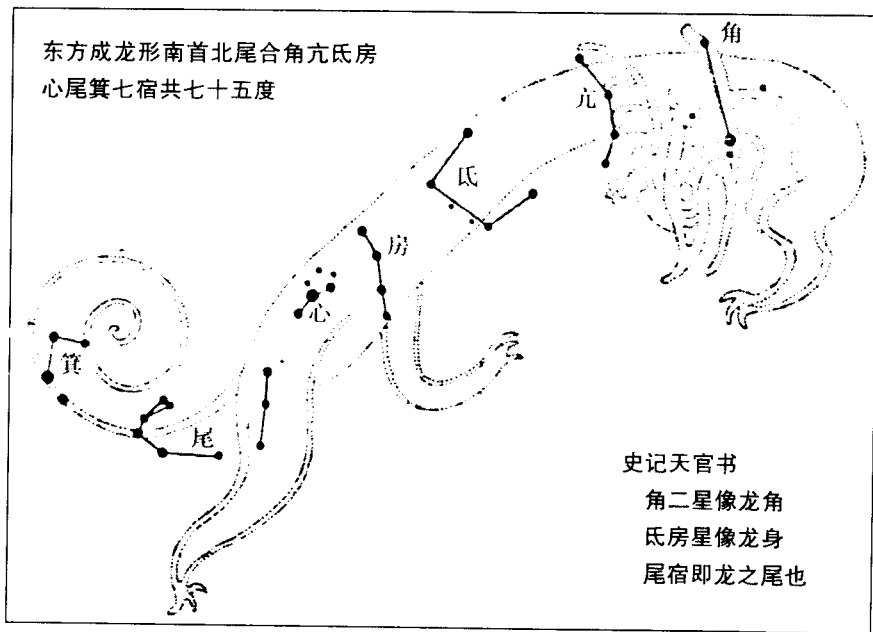 东方成龙形南首北尾合角亢氐房
心尾箕七宿共七十五度
角
亢
氐
房
心
箕
尾
史记天官书
角二星像龙角
氐房星像龙身
尾宿即龙之尾也